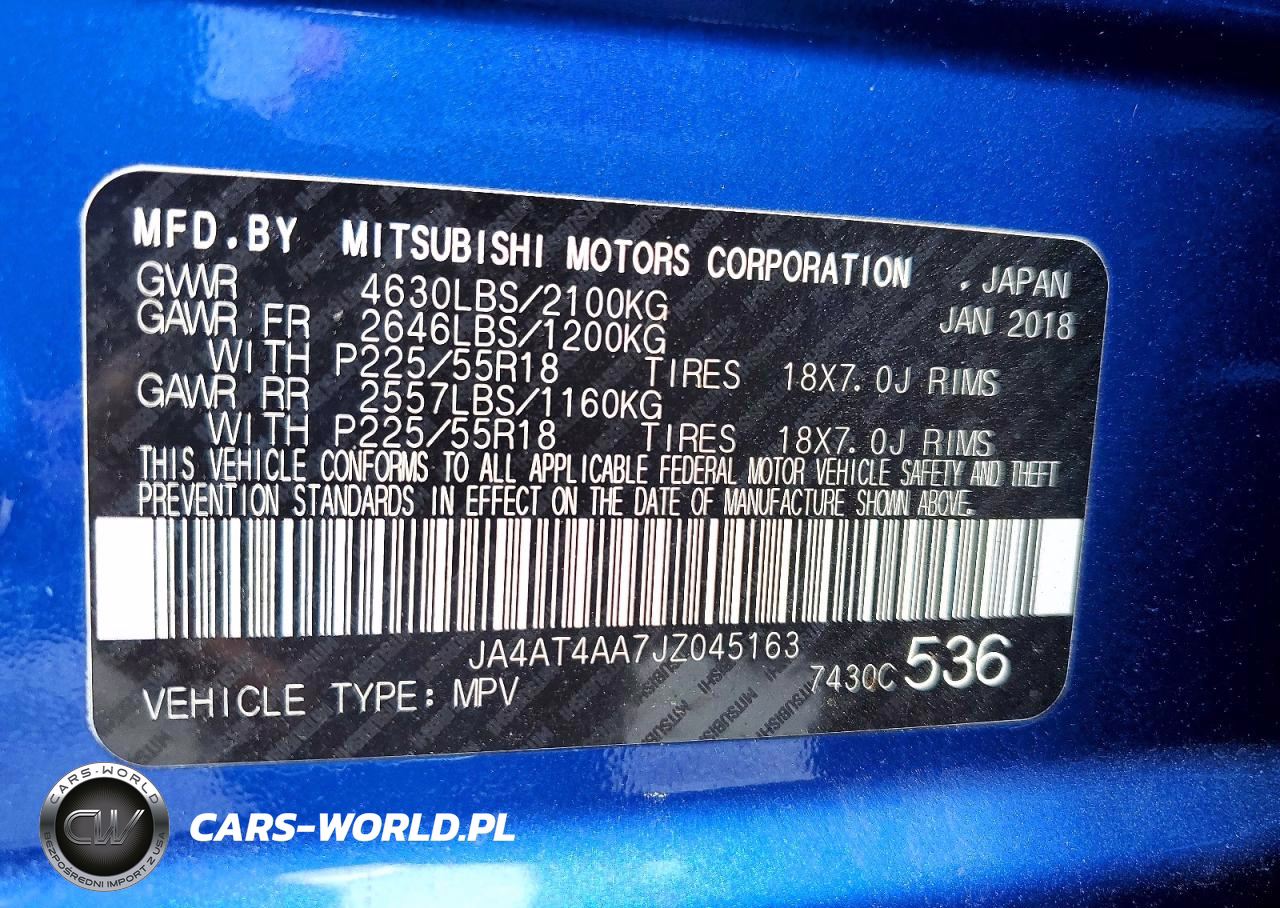 MFD.BY MITSUBISHI MOTORS CORPORATION . JAPAN
GVWR 4630LBS/2100KG JAN 2018
GAWR FR 2646LBS/1200KG
WITH P225/55R18 TIRES 18X7.0J RIMS
GAWR RR 2557LBS/1160KG
WITH P225/55R18 TIRES 18X7.0J RIMS
THIS VEHICLE CONFORMS TO ALL APPLICABLE FEDERAL MOTOR VEHICLE SAFETY AND THEFT
PREVENTION STANDARDS IN EFFECT ON THE DATE OF MANUFACTURE SHOWN ABOVE.
JA4AT4AA7JZ045163
7430C 536
VEHICLE TYPE: MPV
CARS-WORLD
CW
BEZPOŚREDNI IMPORT Z USA
CARS-WORLD.PL